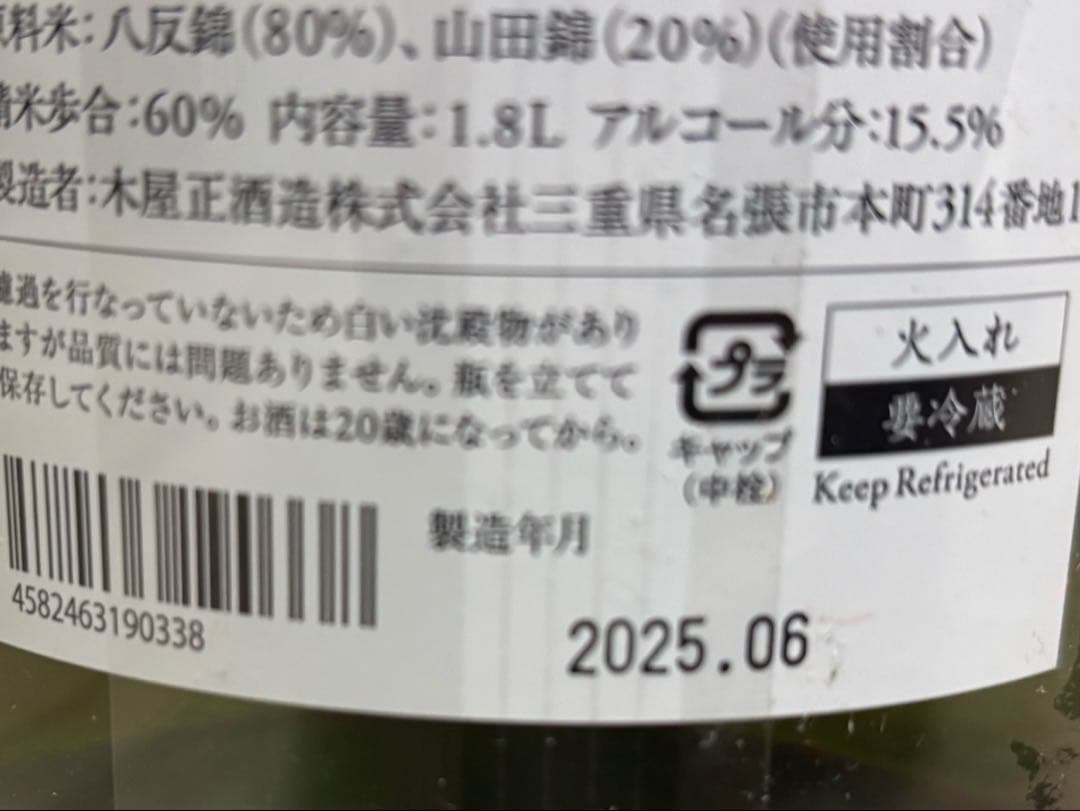 原料米:八反錦(80%)、山田錦(20%)(使用割合)
精米歩合:60% 内容量:1.8L アルコール分:15.5%
製造者:木屋正酒造株式会社三重県名張市本町314番地1
濾過を行なっていないため白い沈殿物があり
ますが品質には問題ありません。瓶を立てて
保存してください。お酒は20歳になってから。
プラ
キャップ
(中栓)
火入れ
要冷蔵
Keep Refrigerated
製造年月
4582463190338
2025.06